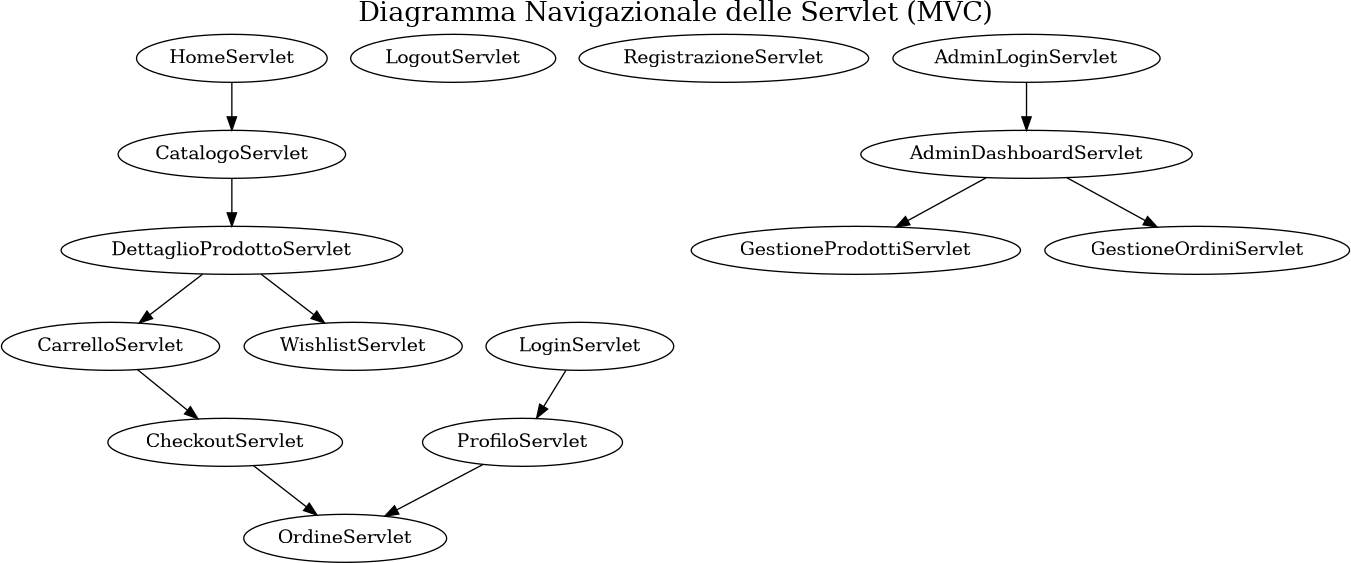 Diagramma Navigazionale delle Servlet (MVC)
HomeServlet
LogoutServlet
RegistrazioneServlet
AdminLoginServlet
CatalogoServlet
AdminDashboardServlet
DettaglioProdottoServlet
GestioneProdottiServlet
GestioneOrdiniServlet
CarrelloServlet
WishlistServlet
LoginServlet
CheckoutServlet
ProfiloServlet
OrdineServlet